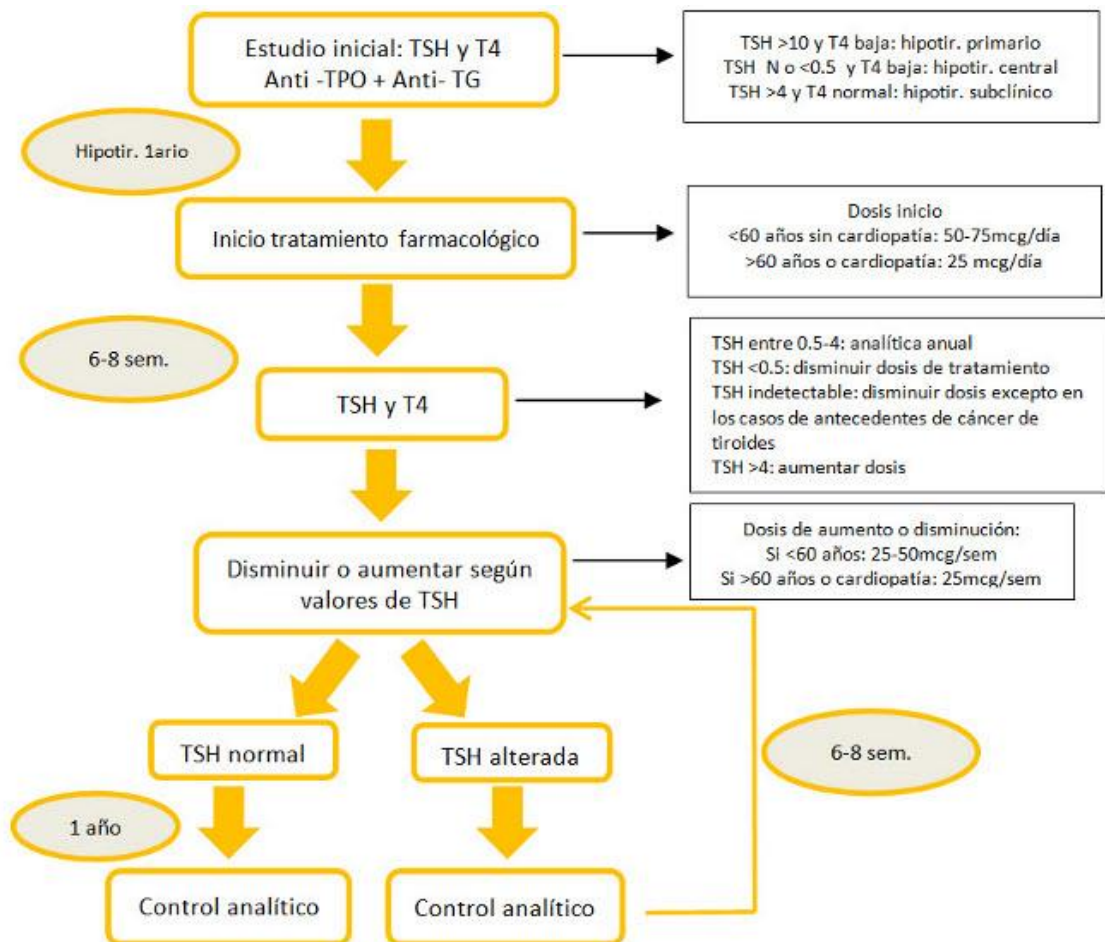 Estudio inicial: TSH y T4
Anti -TPO + Anti- TG
TSH >10 y T4 baja: hipotir. primario
TSH N o <0.5 y T4 baja: hipotir. central
TSH >4 y T4 normal: hipotir. subclínico
Hipotir. 1ario
Inicio tratamiento farmacológico
Dosis inicio
<60 años sin cardiopatía: 50-75mcg/día
>60 años o cardiopatía: 25 mcg/día
6-8 sem.
TSH y T4
TSH entre 0.5-4: analítica anual
TSH <0.5: disminuir dosis de tratamiento
TSH indetectable: disminuir dosis excepto en
los casos de antecedentes de cáncer de
tiroides
TSH >4: aumentar dosis
Disminuir o aumentar según
valores de TSH
Dosis de aumento o disminución:
Si <60 años: 25-50mcg/sem
Si >60 años o cardiopatía: 25mcg/sem
TSH normal
TSH alterada
6-8 sem.
1 año
Control analítico
Control analítico